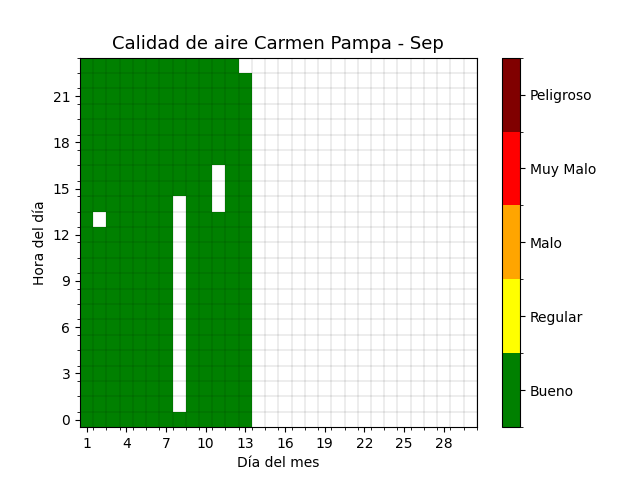 Calidad de aire Carmen Pampa - Sep
Hora del día
21
18
15
12
9
6
3
0
1 4 7 10 13 16 19 22 25 28
Día del mes
Peligroso
Muy Malo
Malo
Regular
Bueno